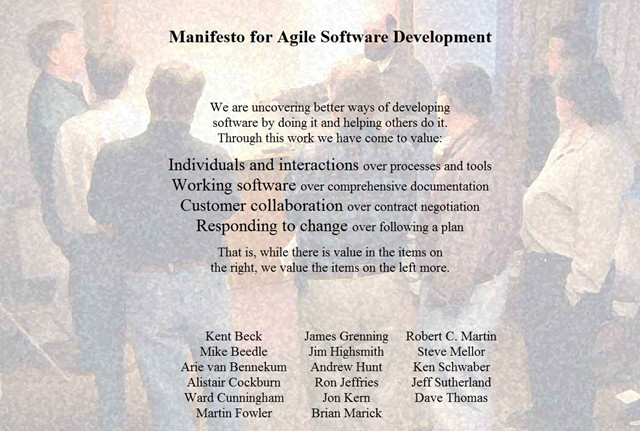 Manifesto for Agile Software Development
We are uncovering better ways of developing
software by doing it and helping others do it.
Through this work we have come to value:
Individuals and interactions over processes and tools
Working software over comprehensive documentation
Customer collaboration over contract negotiation
Responding to change over following a plan
That is, while there is value in the items on
the right, we value the items on the left more.
Kent Beck
Mike Beedle
Arie van Bennekum
Alistair Cockburn
Ward Cunningham
Martin Fowler
James Grenning
Jim Highsmith
Andrew Hunt
Ron Jeffries
Jon Kern
Brian Marick
Robert C. Martin
Steve Mellor
Ken Schwaber
Jeff Sutherland
Dave Thomas